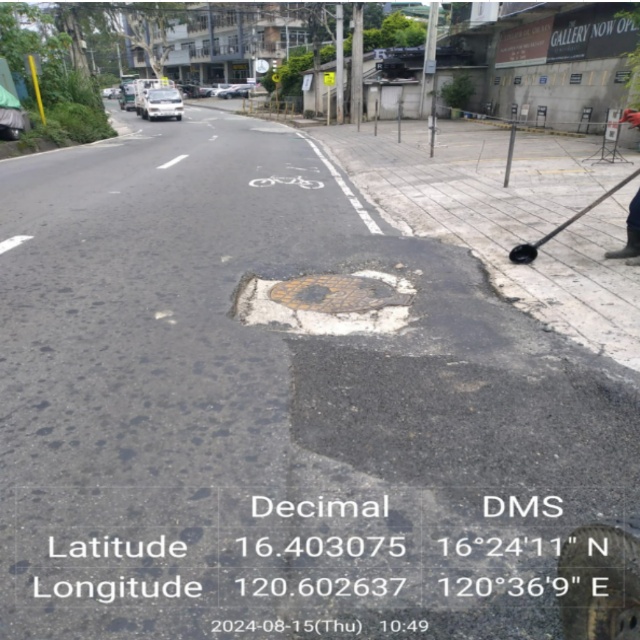 GALLERY NOW OPE
Decimal DMS
Latitude 16.403075 16°24'11" N
Longitude 120.602637 120°36'9" E
2024-08-15(Thu) 10:49